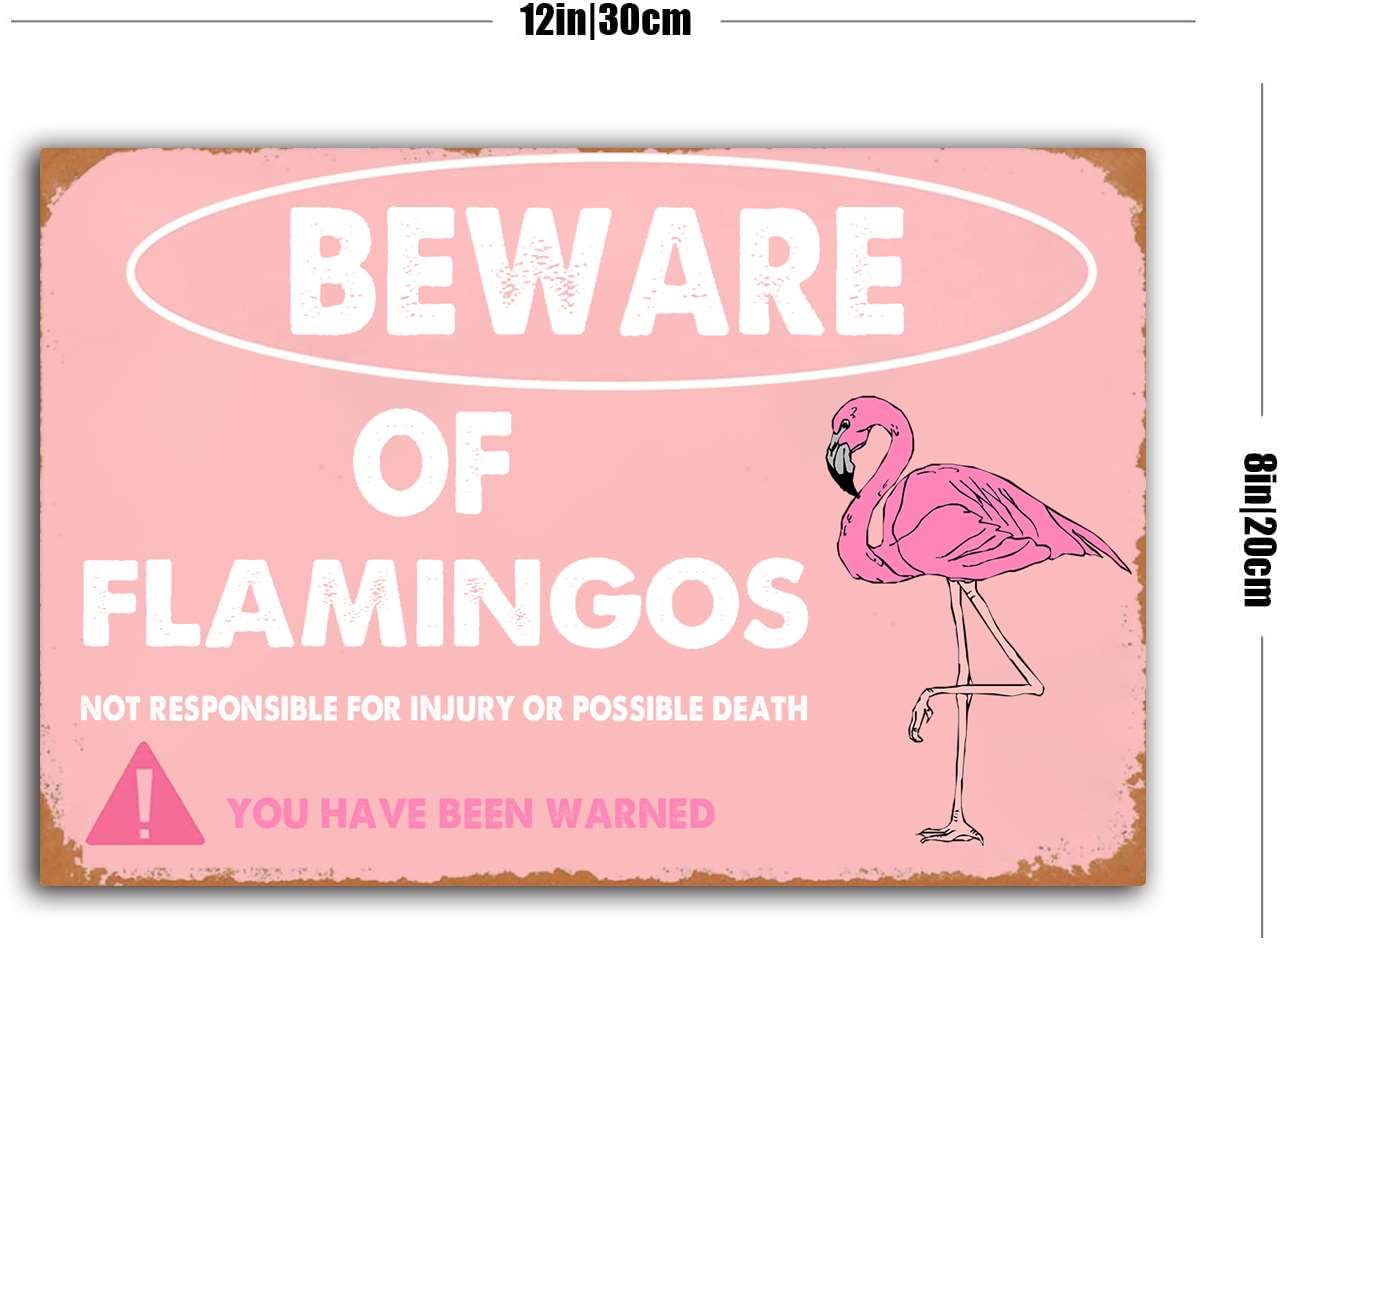 12in|30cm
BEWARE
OF
FLAMINGOS
NOT RESPONSIBLE FOR INJURY OR POSSIBLE DEATH
! YOU HAVE BEEN WARNED
8in|20cm